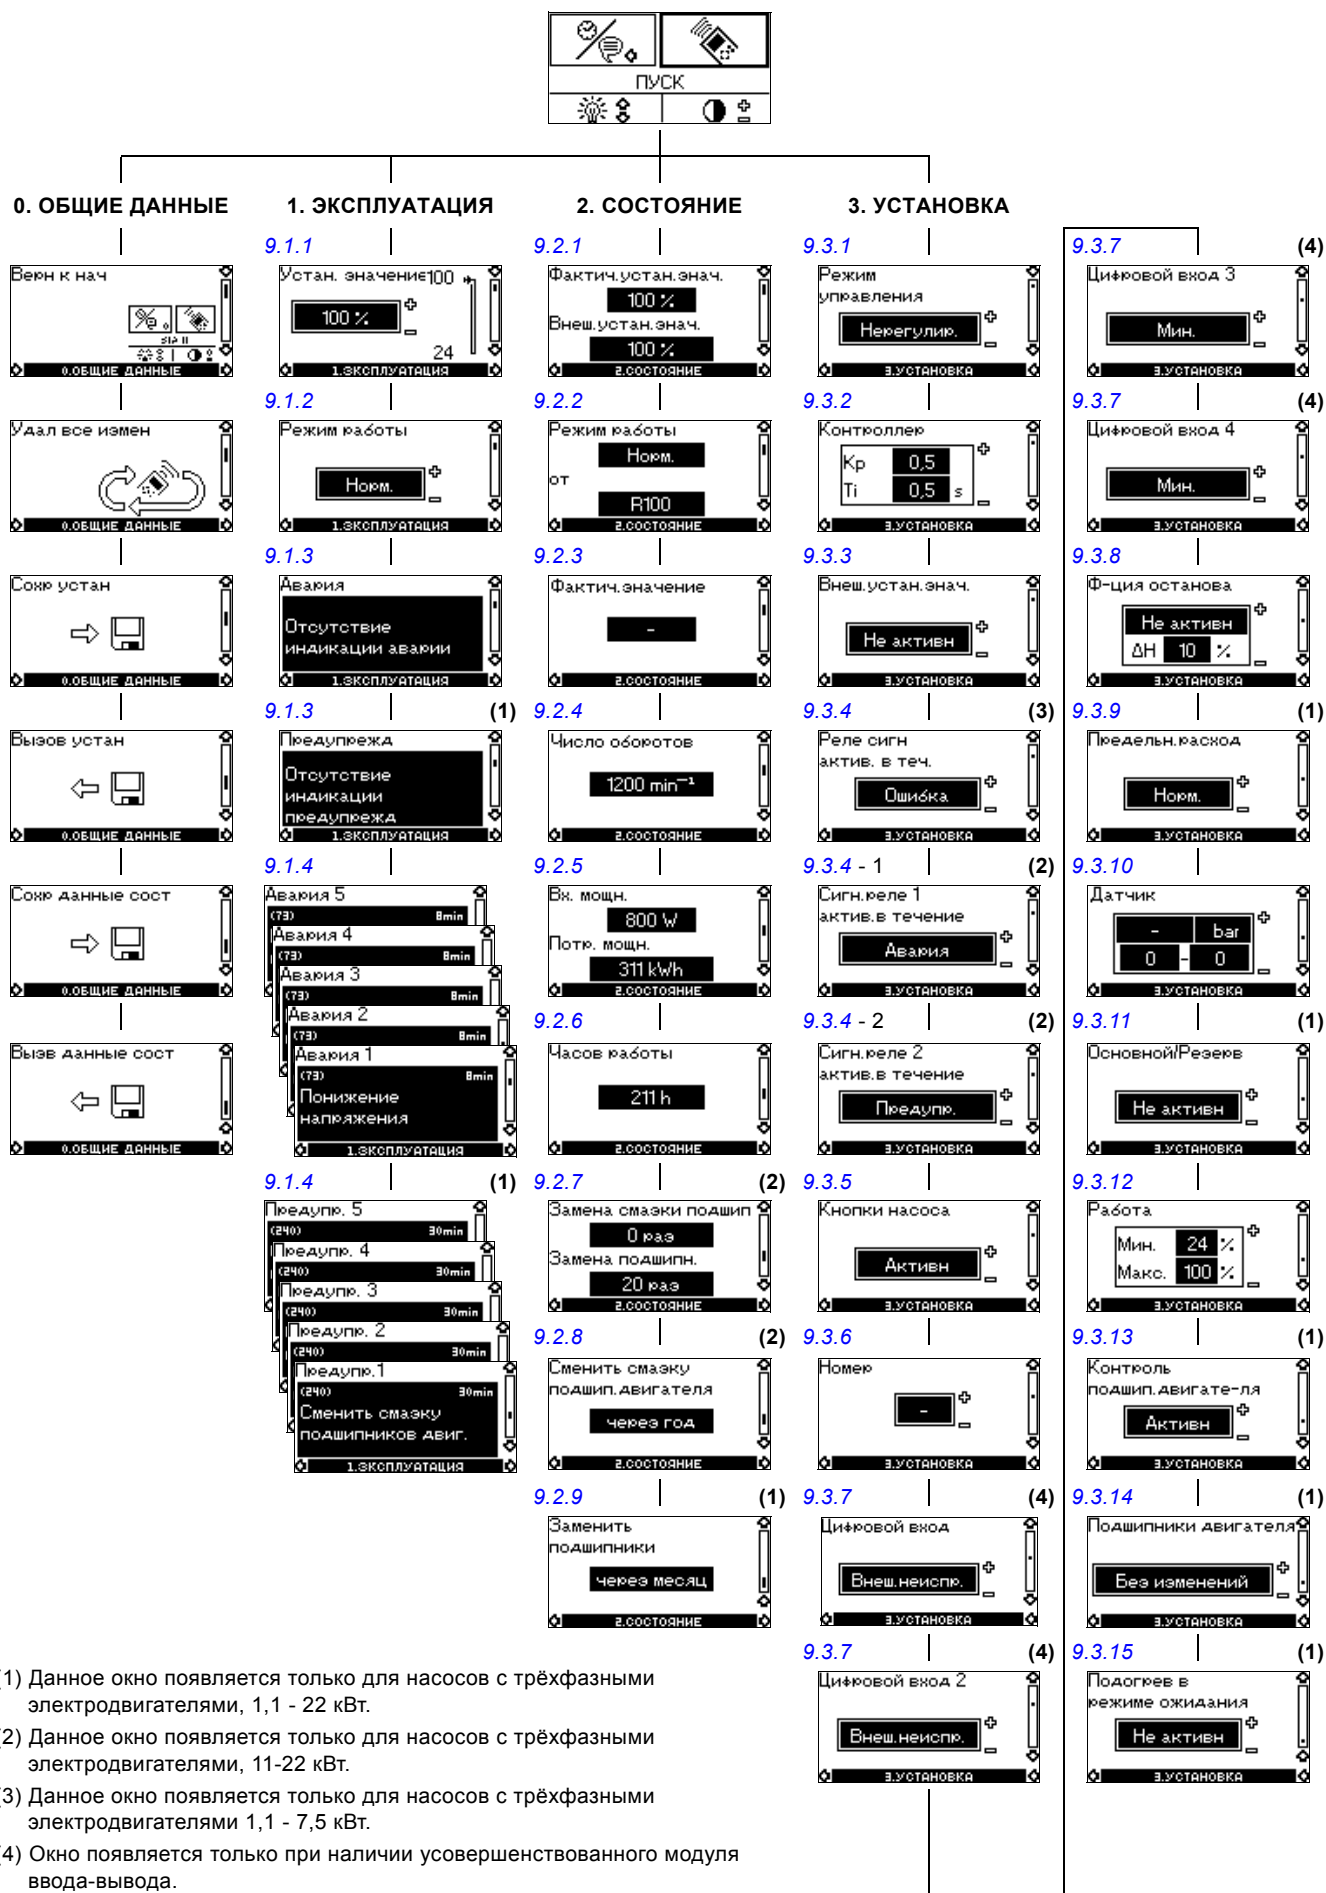 ПУСК
0. ОБЩИЕ ДАННЫЕ
Верн к нач
0.ОБЩИЕ ДАННЫЕ
Удал все измен
0.ОБЩИЕ ДАННЫЕ
Сохр устан
0.ОБЩИЕ ДАННЫЕ
Вызов устан
0.ОБЩИЕ ДАННЫЕ
Сохр данные сост
0.ОБЩИЕ ДАННЫЕ
Вызв данные сост
0.ОБЩИЕ ДАННЫЕ
1. ЭКСПЛУАТАЦИЯ
9.1.1
Устан. значение 100
100 %
24
1.ЭКСПЛУАТАЦИЯ
9.1.2
Режим работы
Норм.
1.ЭКСПЛУАТАЦИЯ
9.1.3
Авария
Отсутствие
индикации аварии
1.ЭКСПЛУАТАЦИЯ
9.1.3 (1)
Предупрежд
Отсутствие
индикации
предупрежд
1.ЭКСПЛУАТАЦИЯ
9.1.4
Авария 5
(73) 8min
Авария 4
(73) 8min
Авария 3
(73) 8min
Авария 2
(73) 8min
Авария 1
(73) 8min
Понижение
напряжения
1.ЭКСПЛУАТАЦИЯ
9.1.4 (1)
Предупр. 5
(240) 30min
Предупр. 4
(240) 30min
Предупр. 3
(240) 30min
Предупр. 2
(240) 30min
Предупр.1
(240) 30min
Сменить смазку
подшипников двиг.
1.ЭКСПЛУАТАЦИЯ
2. СОСТОЯНИЕ
9.2.1
Фактич.устан.знач.
100 %
Внеш.устан.знач.
100 %
2.СОСТОЯНИЕ
9.2.2
Режим работы
Норм.
от
R100
2.СОСТОЯНИЕ
9.2.3
Фактич.значение
-
2.СОСТОЯНИЕ
9.2.4
Число оборотов
1200 min⁻¹
2.СОСТОЯНИЕ
9.2.5
Вх. мощн.
800 W
Потр. мощн.
311 kWh
2.СОСТОЯНИЕ
9.2.6
Часов работы
211 h
2.СОСТОЯНИЕ
9.2.7 (2)
Замена смазки подшип
0 раз
Замена подшипн.
20 раз
2.СОСТОЯНИЕ
9.2.8 (2)
Сменить смазку
подшип.двигателя
через год
2.СОСТОЯНИЕ
9.2.9 (1)
Заменить
подшипники
через месяц
2.СОСТОЯНИЕ
3. УСТАНОВКА
9.3.1
Режим
управления
Нерегулир.
3.УСТАНОВКА
9.3.2
Контроллер
Kp 0,5
Ti 0,5 s
3.УСТАНОВКА
9.3.3
Внеш.устан.знач.
Не активн
3.УСТАНОВКА
9.3.4 (3)
Реле сигн
актив. в теч.
Ошибка
3.УСТАНОВКА
9.3.4 - 1 (2)
Сигн.реле 1
актив.в течение
Авария
3.УСТАНОВКА
9.3.4 - 2 (2)
Сигн.реле 2
актив.в течение
Предупр.
3.УСТАНОВКА
9.3.5
Кнопки насоса
Активн
3.УСТАНОВКА
9.3.6
Номер
-
3.УСТАНОВКА
9.3.7 (4)
Цифровой вход
Внеш.неиспр.
3.УСТАНОВКА
9.3.7 (4)
Цифровой вход 2
Внеш.неиспр.
3.УСТАНОВКА
9.3.7 (4)
Цифровой вход 3
Мин.
3.УСТАНОВКА
9.3.7 (4)
Цифровой вход 4
Мин.
3.УСТАНОВКА
9.3.8
Ф-ция останова
Не активн
ΔH 10 %
3.УСТАНОВКА
9.3.9 (1)
Предельн.расход
Норм.
3.УСТАНОВКА
9.3.10
Датчик
- bar
0 - 0
3.УСТАНОВКА
9.3.11 (1)
Основной/Резерв
Не активн
3.УСТАНОВКА
9.3.12
Работа
Мин. 24 %
Макс. 100 %
3.УСТАНОВКА
9.3.13 (1)
Контроль
подшип.двигате-ля
Активн
3.УСТАНОВКА
9.3.14 (1)
Подшипники двигателя
Без изменений
3.УСТАНОВКА
9.3.15 (1)
Подогрев в
режиме ожидания
Не активн
3.УСТАНОВКА
(1) Данное окно появляется только для насосов с трёхфазными
электродвигателями, 1,1 - 22 кВт.
(2) Данное окно появляется только для насосов с трёхфазными
электродвигателями, 11-22 кВт.
(3) Данное окно появляется только для насосов с трёхфазными
электродвигателями 1,1 - 7,5 кВт.
(4) Окно появляется только при наличии усовершенствованного модуля
ввода-вывода.